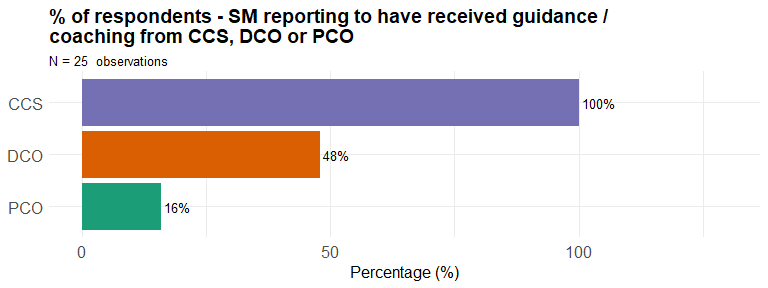 % of respondents - SM reporting to have received guidance /
coaching from CCS, DCO or PCO
N = 25 observations
CCS
100%
DCO
48%
PCO
16%
0
50
100
Percentage (%)